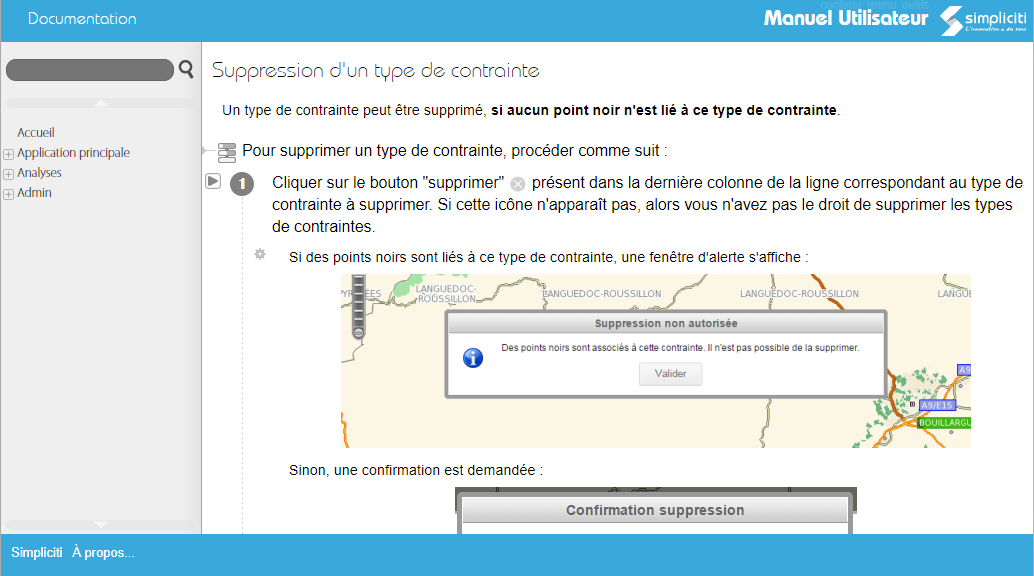 Documentation
contenu menu outils
Manuel Utilisateur
simpliciti
L'innovation a du sens
Suppression d'un type de contrainte
Un type de contrainte peut être supprimé, si aucun point noir n'est lié à ce type de contrainte.
Accueil
Application principale
Analyses
Admin
Pour supprimer un type de contrainte, procéder comme suit :
1
Cliquer sur le bouton "supprimer" présent dans la dernière colonne de la ligne correspondant au type de
contrainte à supprimer. Si cette icône n'apparaît pas, alors vous n'avez pas le droit de supprimer les types
de contraintes.
Si des points noirs sont liés à ce type de contrainte, une fenêtre d'alerte s'affiche :
LANGUEDOC-
ROUSSILLON
LANGUEDOC-ROUSSILLON
LANGUEDOC-ROUSSILLON
Suppression non autorisée
Des points noirs sont associés à cette contrainte. Il n'est pas possible de la supprimer.
Valider
A9
A9/E15
BOUILLARGU
Sinon, une confirmation est demandée :
Confirmation suppression
Simpliciti
À propos...